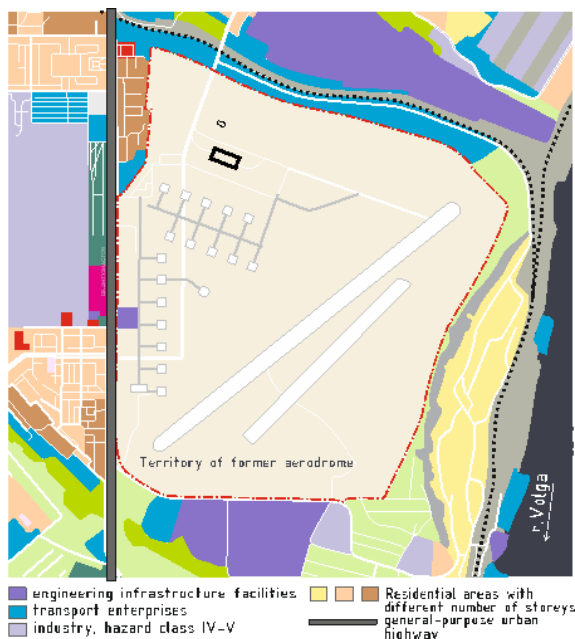 Territory of former aerodrome
r. Volga
engineering infrastructure facilities
transport enterprises
industry, hazard class IV-V
Residential areas with
different number of storeys
general-purpose urban
highway